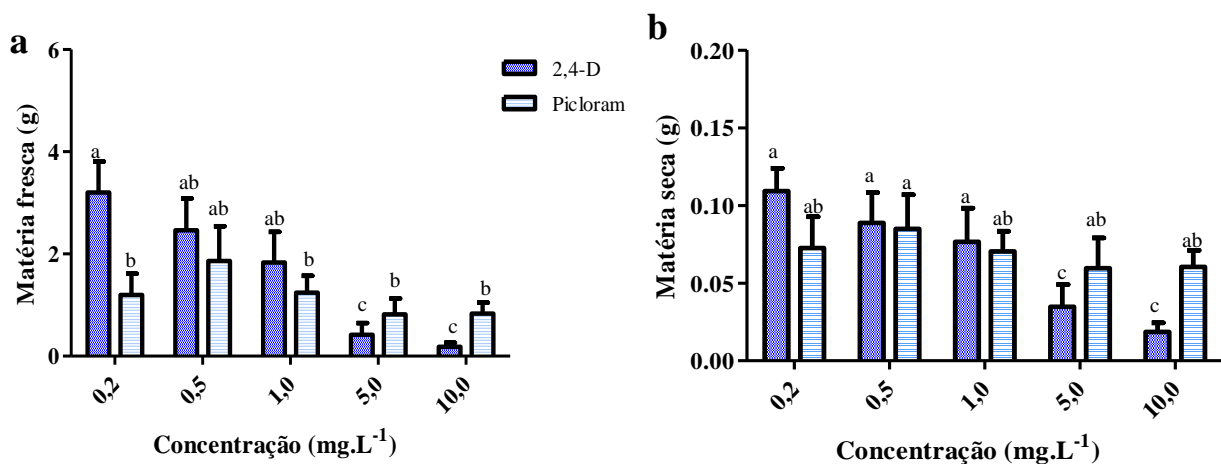 a
Matéria fresca (g)
6
4
2
0
2,4-D
Picloram
a
b
ab
ab
ab
b
c
b
c
b
0,2
0,5
1,0
5,0
10,0
Concentração (mg.L⁻¹)
b
Matéria seca (g)
0.20
0.15
0.10
0.05
0.00
a
ab
a
a
a
ab
c
ab
c
ab
0,2
0,5
1,0
5,0
10,0
Concentração (mg.L⁻¹)